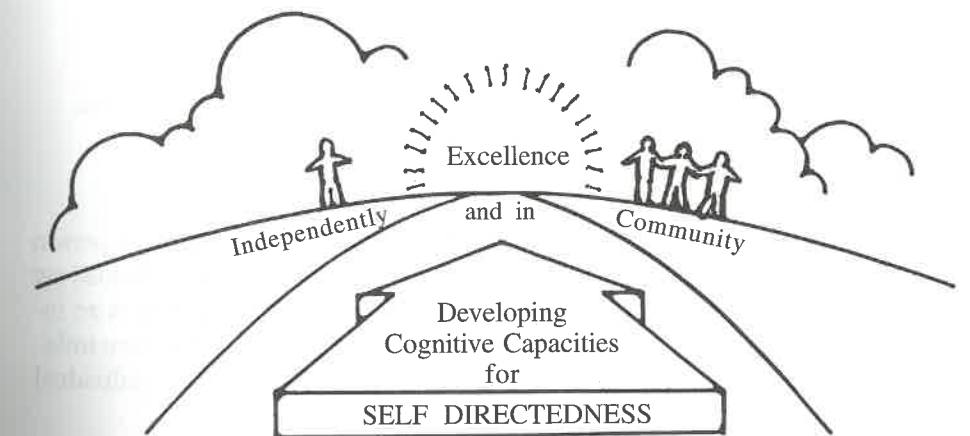 Excellence
Independently and in Community
Developing
Cognitive Capacities
for
SELF DIRECTEDNESS